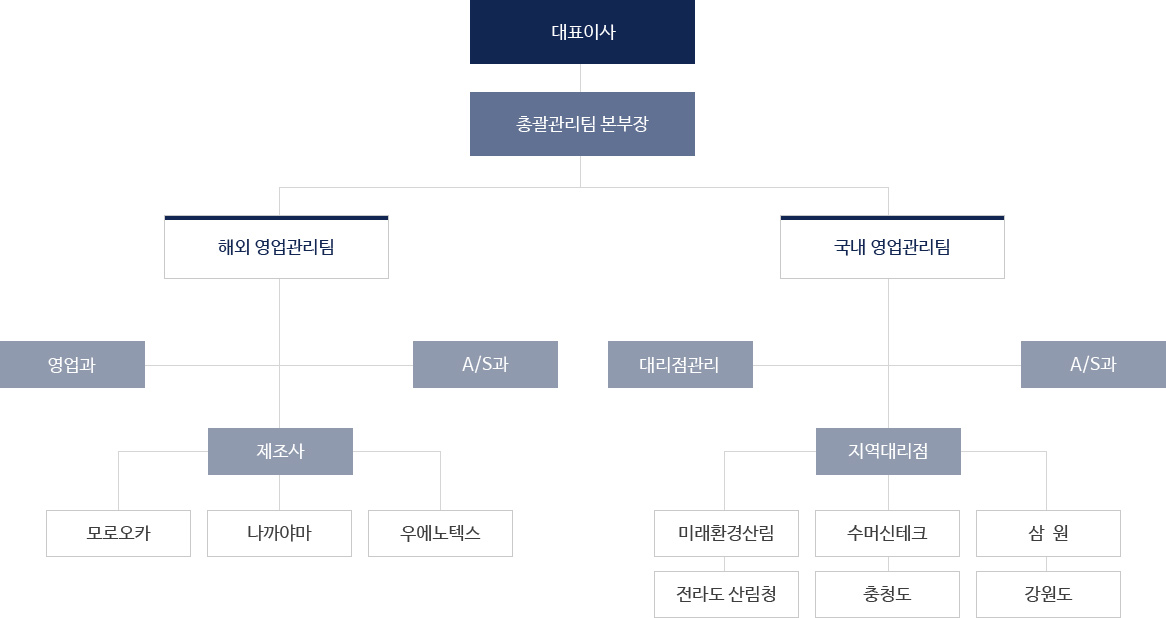 대표이사
총괄관리팀 본부장
해외 영업관리팀
국내 영업관리팀
영업과
A/S과
대리점관리
A/S과
제조사
지역대리점
모로오카
나까야마
우에노텍스
미래환경산림
수머신테크
삼 원
전라도 산림청
충청도
강원도